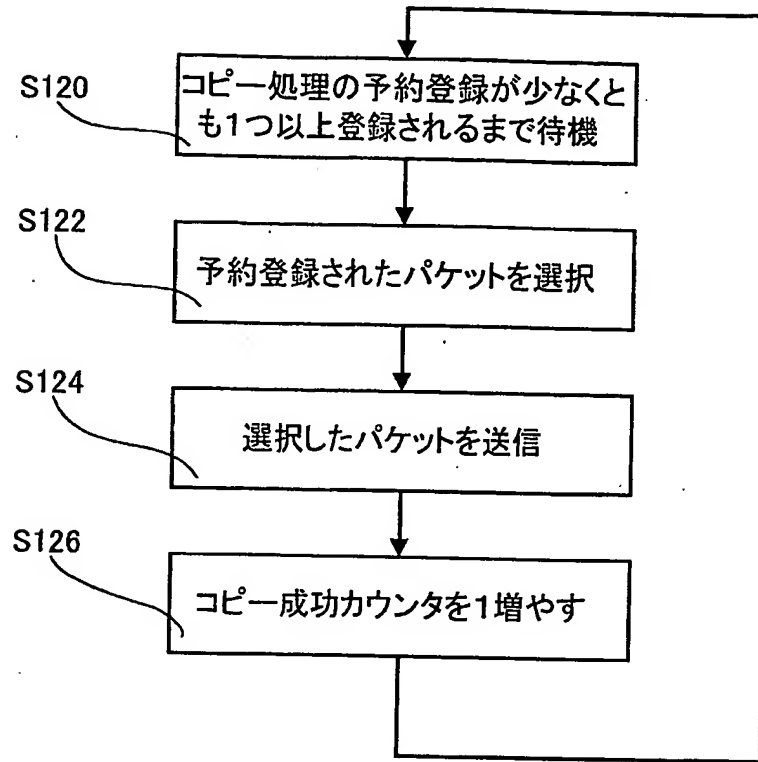 S120
コピー処理の予約登録が少なくと
も1つ以上登録されるまで待機
S122
予約登録されたパケットを選択
S124
選択したパケットを送信
S126
コピー成功カウンタを1増やす